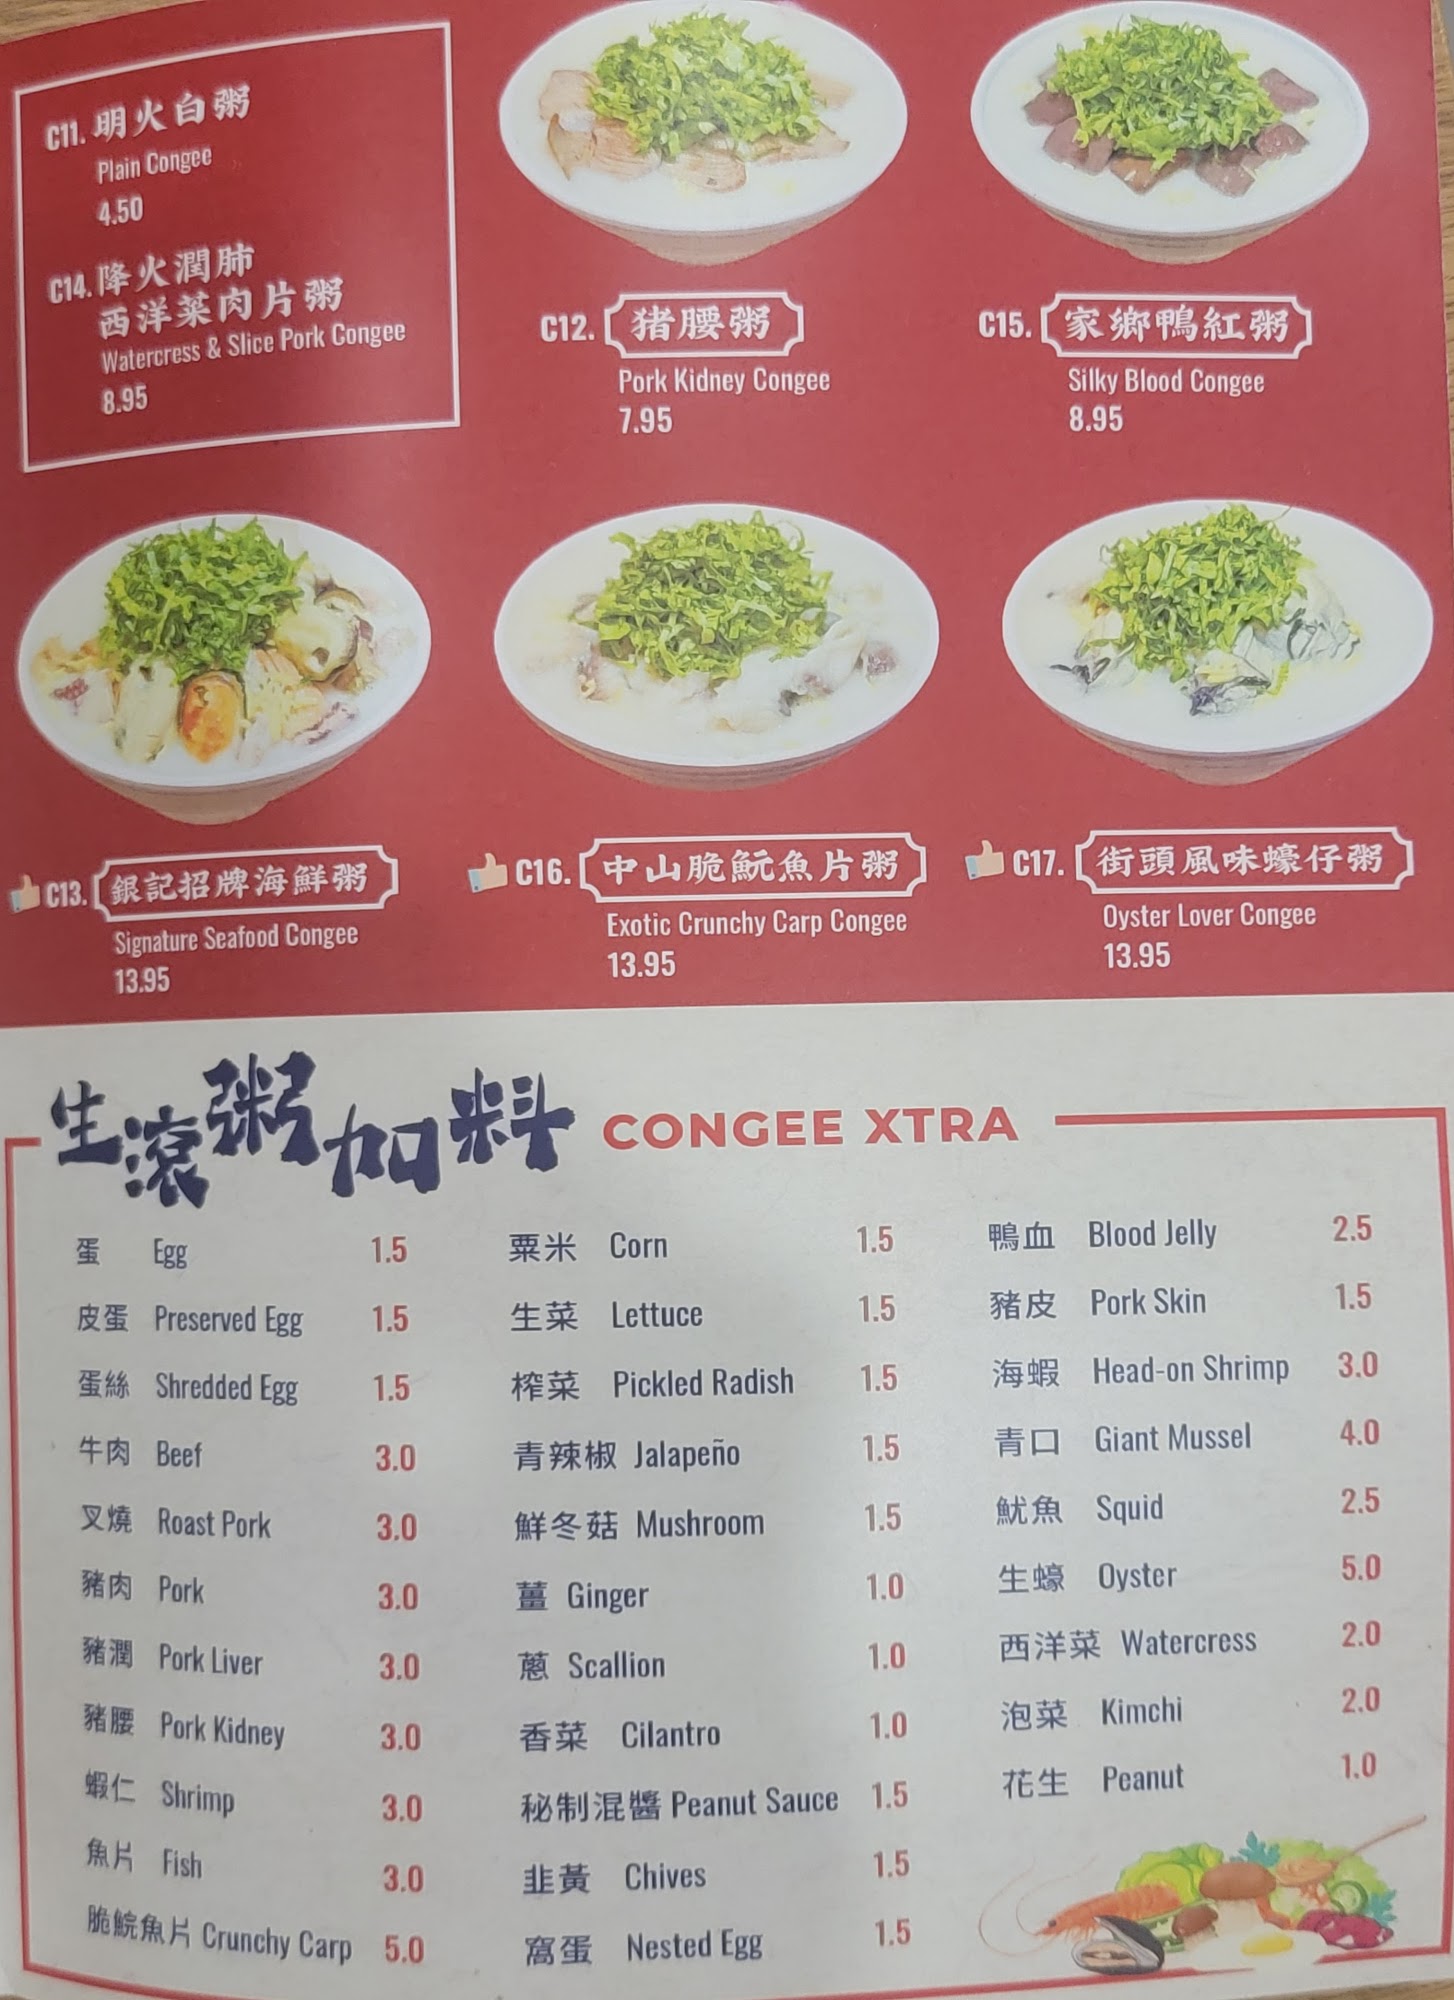 C11. 明火白粥
Plain Congee
4.50
C14. 降火潤肺
西洋菜肉片粥
Watercress & Slice Pork Congee
8.95
C12. 猪腰粥
Pork Kidney Congee
7.95
C15. 家鄉鴨紅粥
Silky Blood Congee
8.95
C13. 銀記招牌海鮮粥
Signature Seafood Congee
13.95
C16. 中山脆魭魚片粥
Exotic Crunchy Carp Congee
13.95
C17. 街頭風味蠔仔粥
Oyster Lover Congee
13.95
生滾粥加料 CONGEE XTRA
蛋 Egg 1.5
皮蛋 Preserved Egg 1.5
蛋絲 Shredded Egg 1.5
牛肉 Beef 3.0
叉燒 Roast Pork 3.0
豬肉 Pork 3.0
豬潤 Pork Liver 3.0
豬腰 Pork Kidney 3.0
蝦仁 Shrimp 3.0
魚片 Fish 3.0
脆鯇魚片 Crunchy Carp 5.0
粟米 Corn 1.5
生菜 Lettuce 1.5
榨菜 Pickled Radish 1.5
青辣椒 Jalapeño 1.5
鮮冬菇 Mushroom 1.5
薑 Ginger 1.0
蔥 Scallion 1.0
香菜 Cilantro 1.0
秘制混醬 Peanut Sauce 1.5
韭黃 Chives 1.5
窩蛋 Nested Egg 1.5
鴨血 Blood Jelly 2.5
豬皮 Pork Skin 1.5
海蝦 Head-on Shrimp 3.0
青口 Giant Mussel 4.0
魷魚 Squid 2.5
生蠔 Oyster 5.0
西洋菜 Watercress 2.0
泡菜 Kimchi 2.0
花生 Peanut 1.0